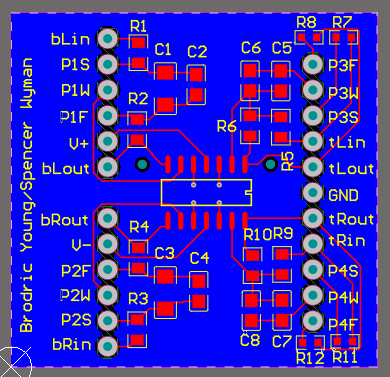 R1
R8 R7
bLin
C1 C2 C6 C5
P1S
P3F
P1W
P3W
R2
P1F
P3S
R6
V+
tLin
R5
bLout
tLout
GND
bRout
tRout
R4
V-
R10 R9
tRin
P2F
C3 C4
P4S
P2W
R3
P4W
P2S
P4F
bRin
C8 C7
R12 R11
Brodric Young/Spencer Wyman